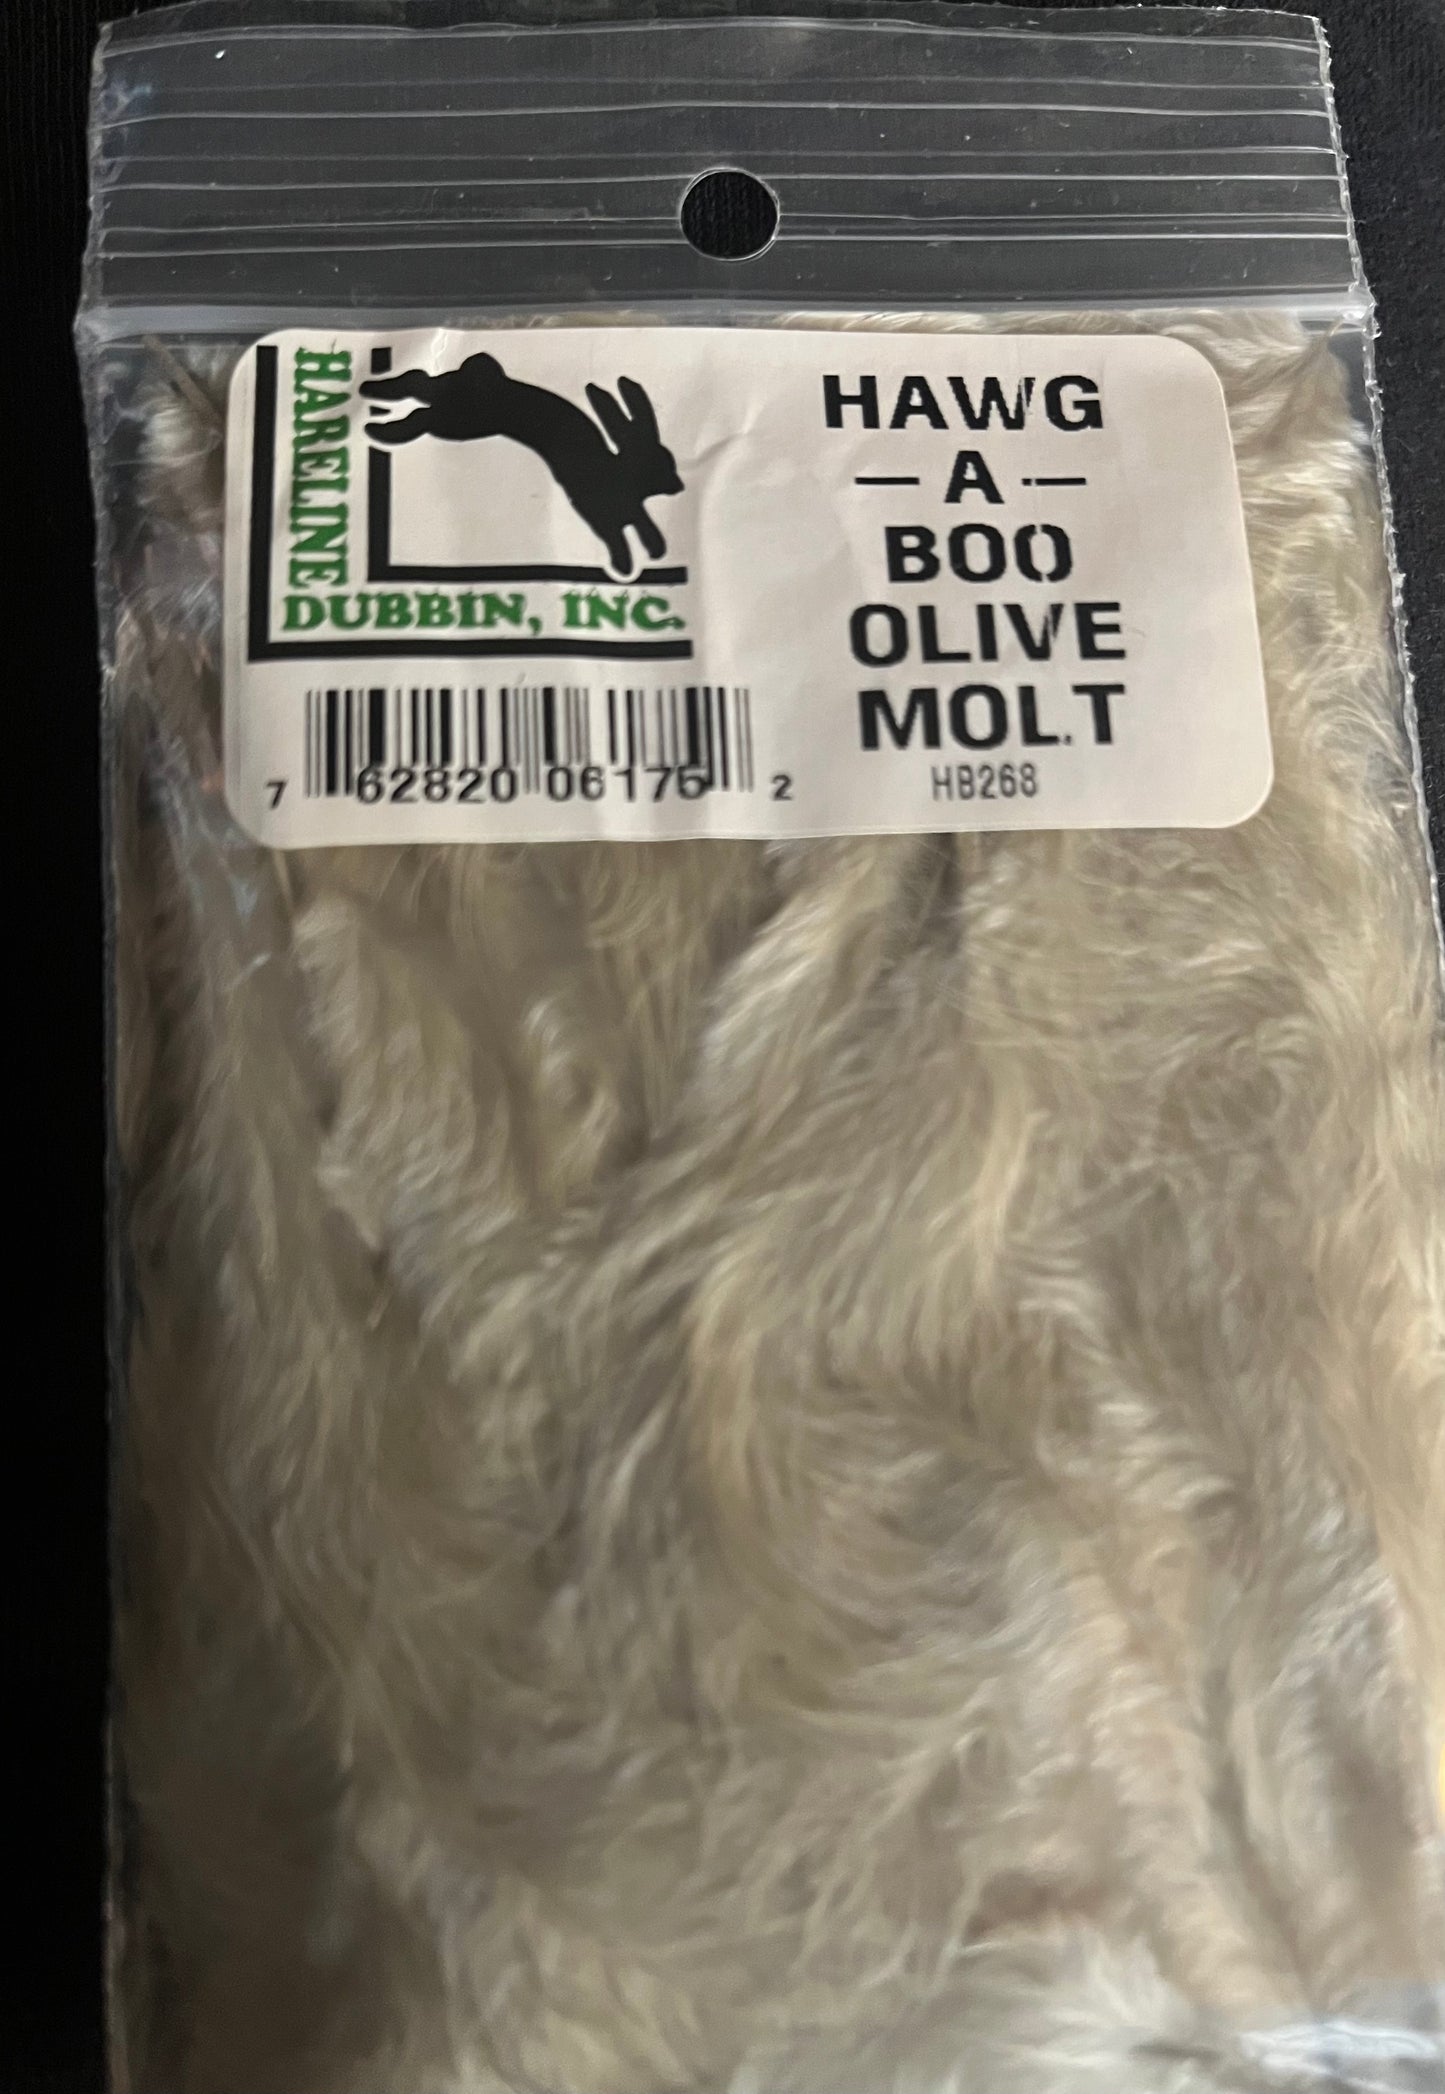 HARELINE
DUBBIN, INC.
HAWG
— A —
BOO
OLIVE
MOLT
HB268
7 62820 06175 2